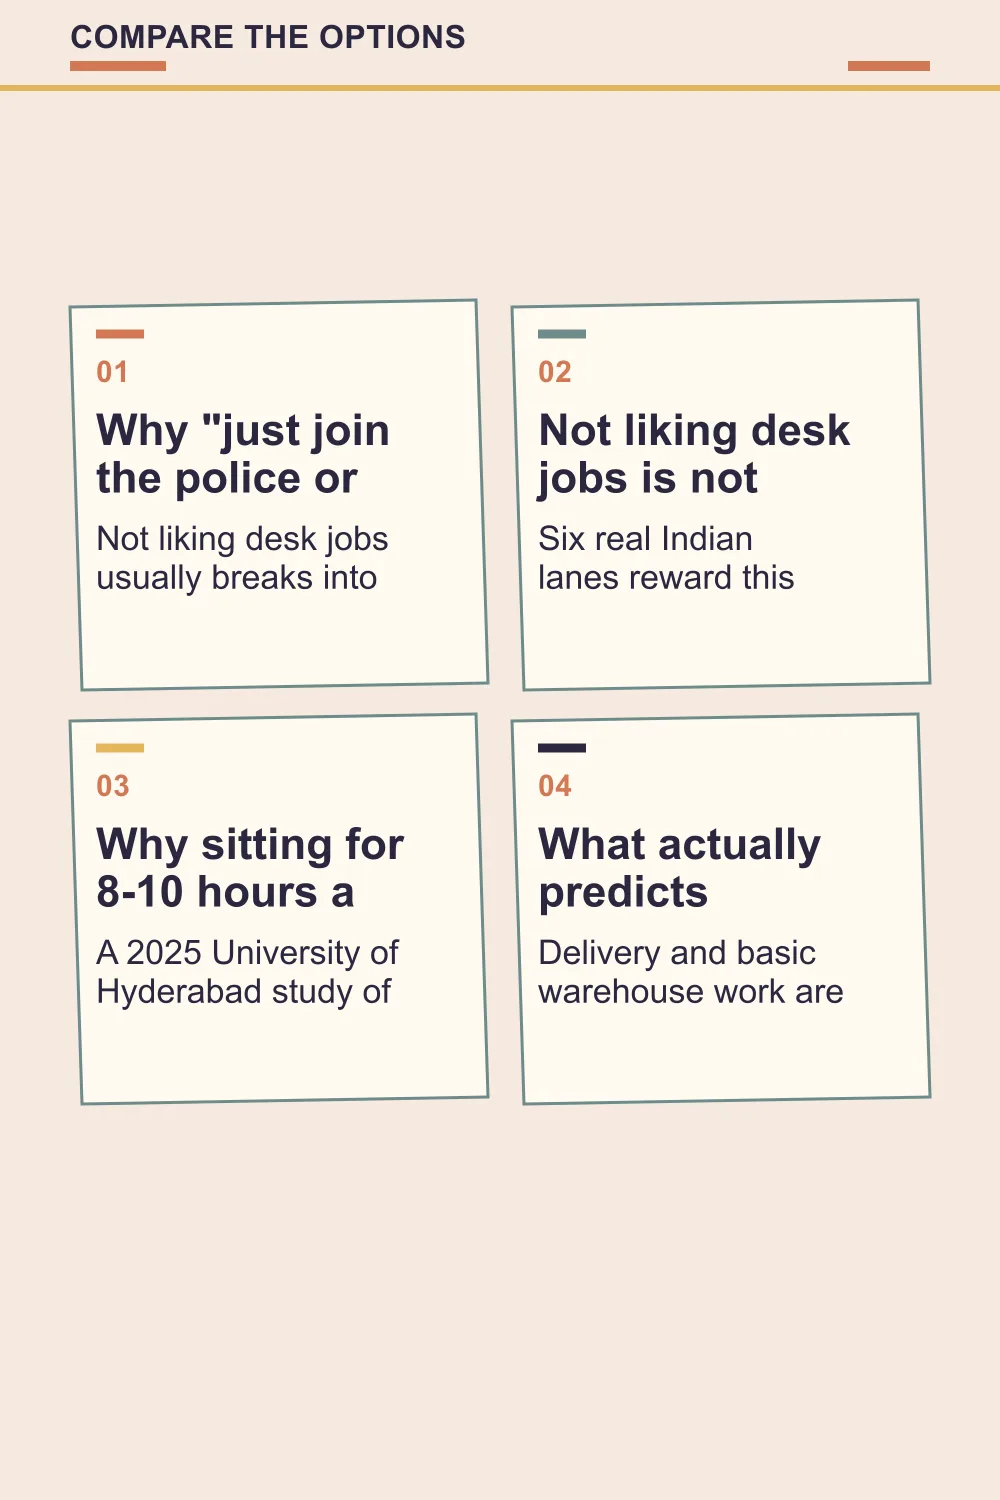 COMPARE THE OPTIONS
01
Why "just join
the police or
Not liking desk jobs
usually breaks into
02
Not liking desk
jobs is not
Six real Indian
lanes reward this
03
Why sitting for
8-10 hours a
A 2025 University of
Hyderabad study of
04
What actually
predicts
Delivery and basic
warehouse work are